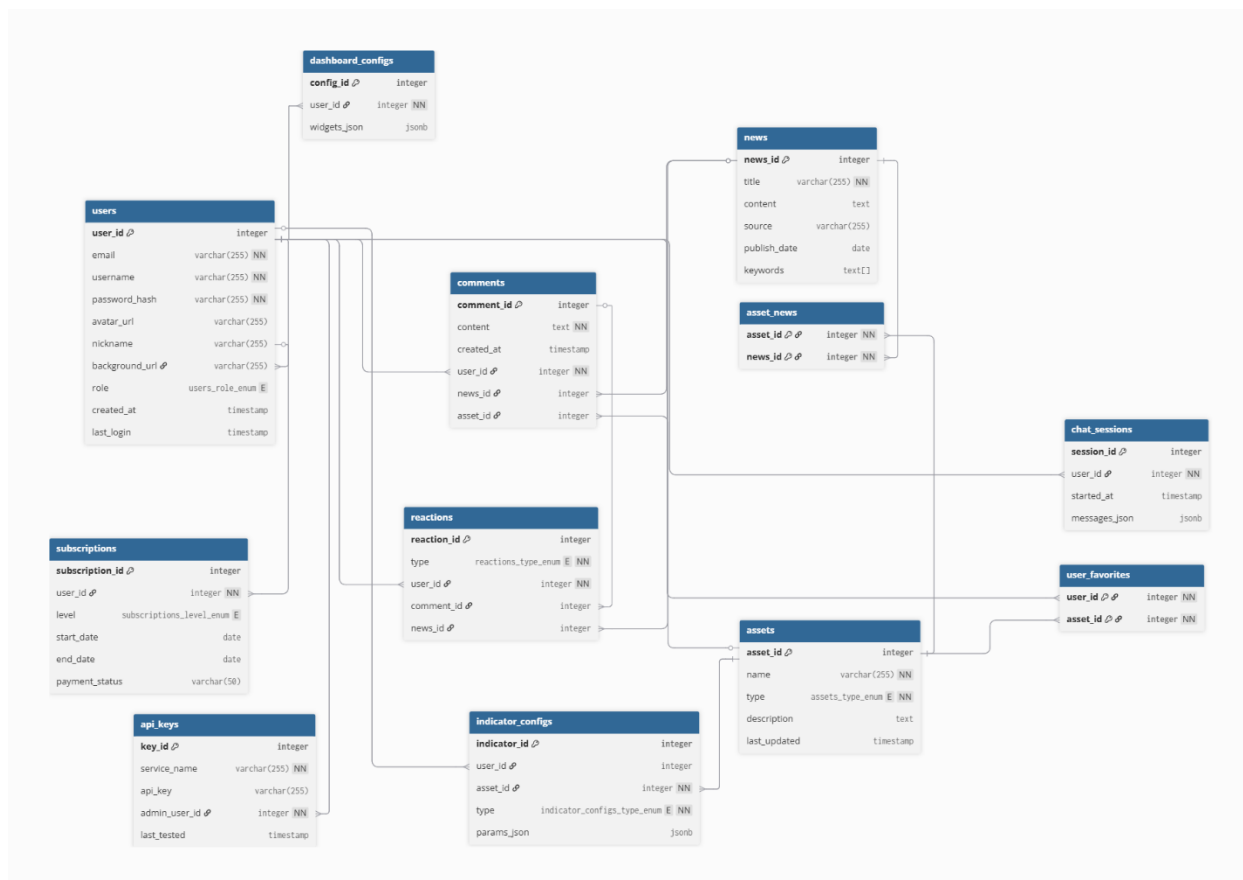 dashboard_configs
config_id integer
user_id integer NN
widgets_json jsonb
news
news_id integer
title varchar(255) NN
content text
source varchar(255)
publish_date date
keywords text[]
users
user_id integer
email varchar(255) NN
username varchar(255) NN
password_hash varchar(255) NN
avatar_url varchar(255)
nickname varchar(255)
background_url varchar(255)
role users_role_enum E
created_at timestamp
last_login timestamp
comments
comment_id integer
content text NN
created_at timestamp
user_id integer NN
news_id integer
asset_id integer
asset_news
asset_id integer NN
news_id integer NN
chat_sessions
session_id integer
user_id integer NN
started_at timestamp
messages_json jsonb
reactions
reaction_id integer
type reactions_type_enum E NN
user_id integer NN
comment_id integer
news_id integer
subscriptions
subscription_id integer
user_id integer NN
level subscriptions_level_enum E
start_date date
end_date date
payment_status varchar(50)
user_favorites
user_id integer NN
asset_id integer NN
assets
asset_id integer
name varchar(255) NN
type assets_type_enum E NN
description text
last_updated timestamp
api_keys
key_id integer
service_name varchar(255) NN
api_key varchar(255)
admin_user_id integer NN
last_tested timestamp
indicator_configs
indicator_id integer
user_id integer
asset_id integer NN
type indicator_configs_type_enum E NN
params_json jsonb